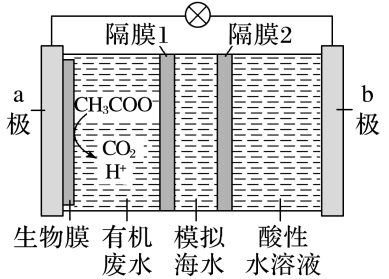 隔膜1 隔膜2
a
极
b
极
CH₃COO⁻
CO₂
H⁺
生物膜 有机
废水 模拟
海水 酸性
水溶液